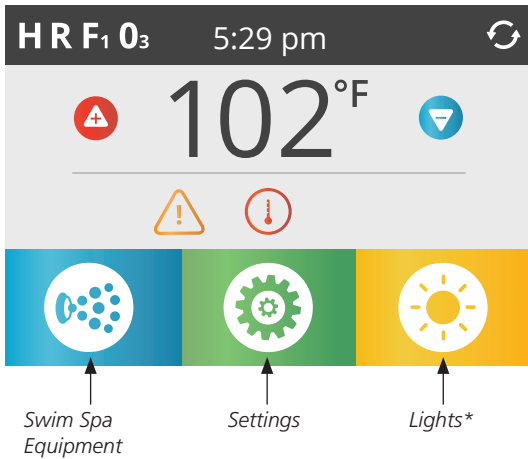 H R F1 03 5:29 pm
102°F
Swim Spa Equipment
Settings
Lights*